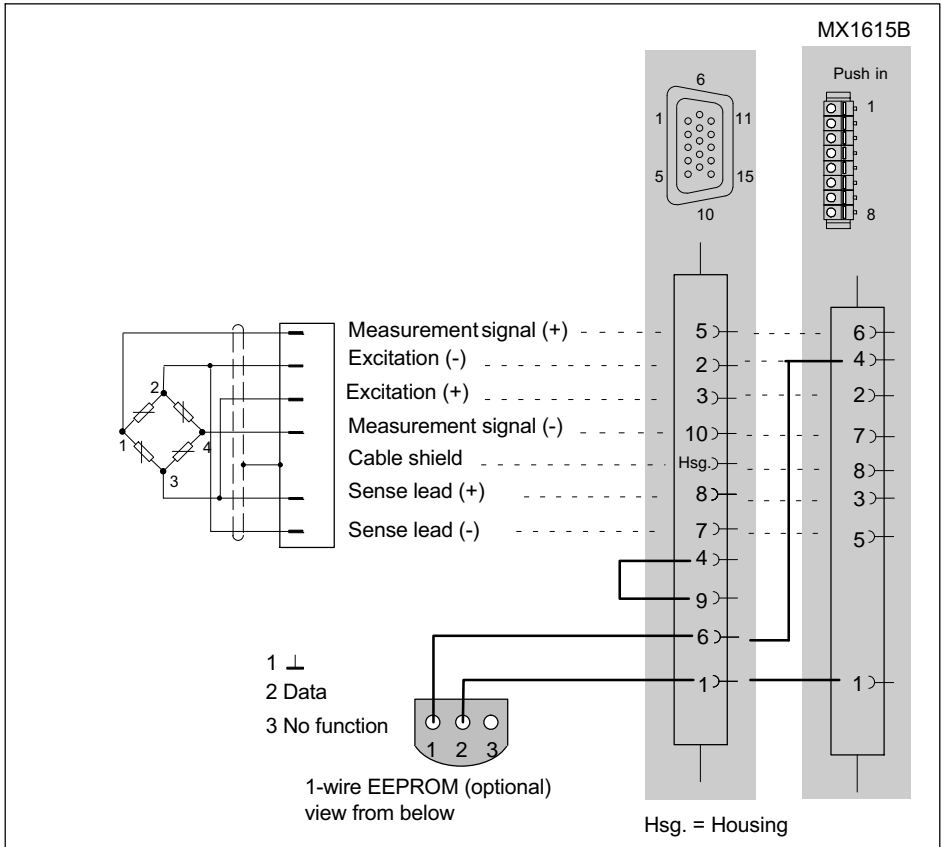 MX1615B
Push in
6
1 11
5 15
10
1
8
Measurement signal (+) 5 6
Excitation (-) 2 4
Excitation (+) 3 2
Measurement signal (-) 10 7
Cable shield Hsg. 8
Sense lead (+) 8 3
Sense lead (-) 7 5
2
1 4
3
4
9
6
1 1
1 ⊥
2 Data
3 No function
1 2 3
1-wire EEPROM (optional)
view from below
Hsg. = Housing